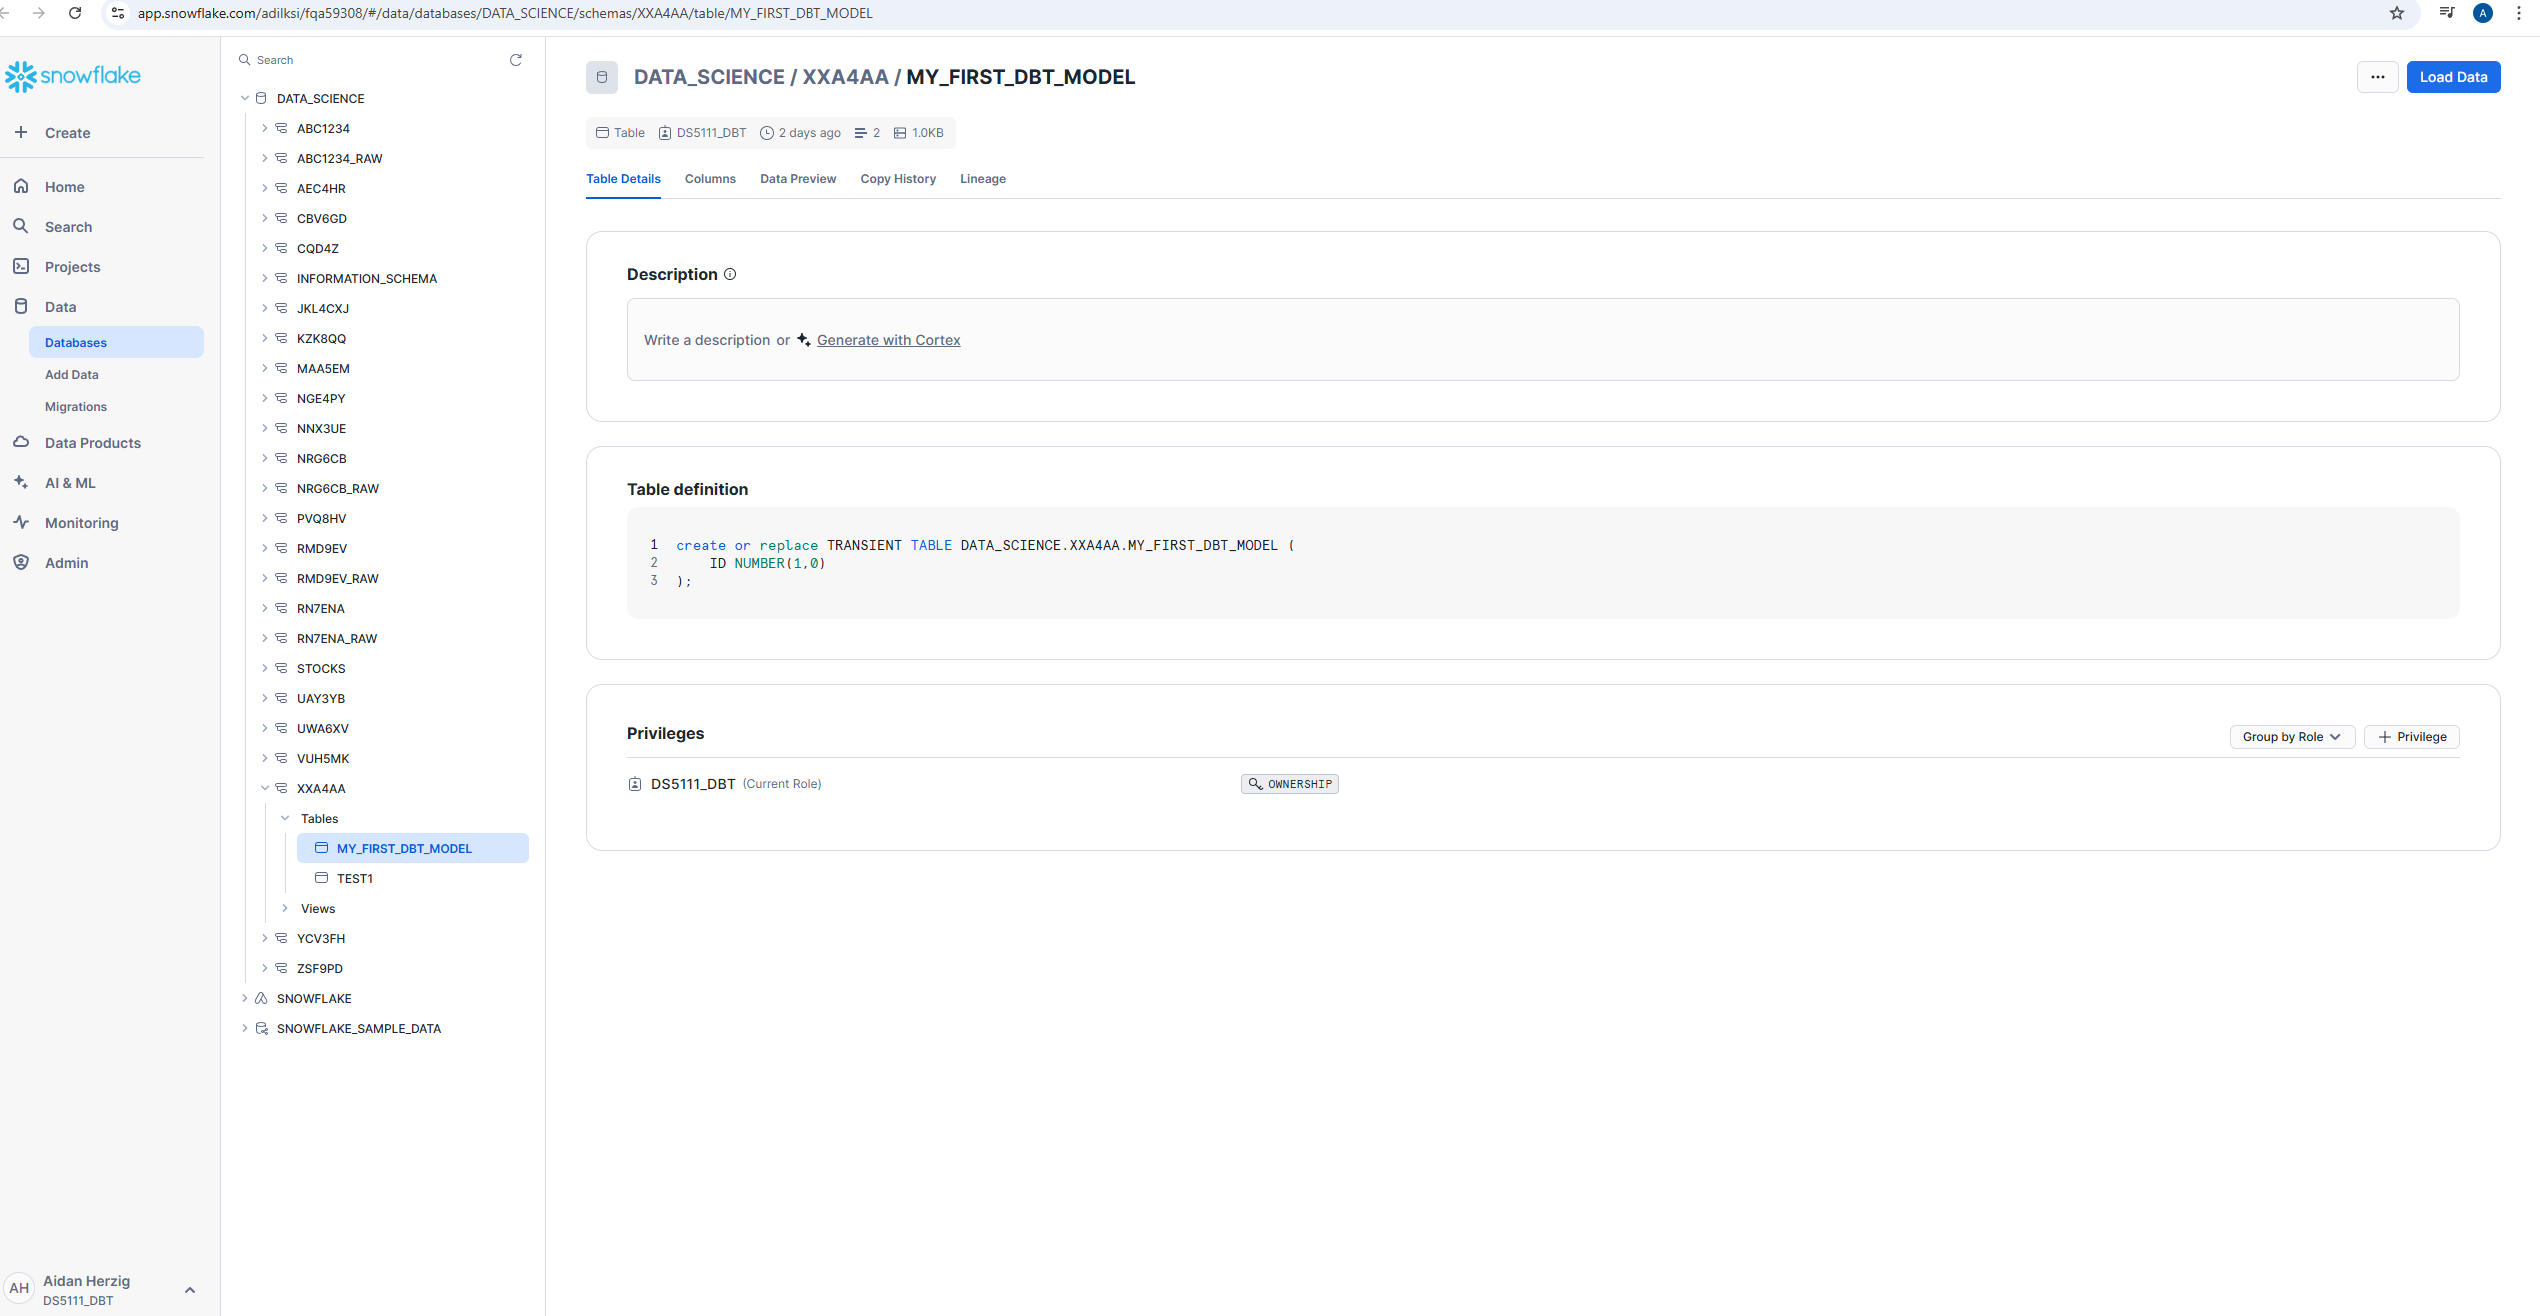 app.snowflake.com/adilksi/fqa59308/#/data/databases/DATA_SCIENCE/schemas/XXA4AA/table/MY_FIRST_DBT_MODEL
A
snowflake
Create
Home
Search
Projects
Data
Databases
Add Data
Migrations
Data Products
AI & ML
Monitoring
Admin
AH
Aidan Herzig
DS5111_DBT
Search
DATA_SCIENCE
ABC1234
ABC1234_RAW
AEC4HR
CBV6GD
CQD4Z
INFORMATION_SCHEMA
JKL4CXJ
KZK8QQ
MAA5EM
NGE4PY
NNX3UE
NRG6CB
NRG6CB_RAW
PVQ8HV
RMD9EV
RMD9EV_RAW
RN7ENA
RN7ENA_RAW
STOCKS
UAY3YB
UWA6XV
VUH5MK
XXA4AA
Tables
MY_FIRST_DBT_MODEL
TEST1
Views
YCV3FH
ZSF9PD
SNOWFLAKE
SNOWFLAKE_SAMPLE_DATA
DATA_SCIENCE / XXA4AA / MY_FIRST_DBT_MODEL
... Load Data
Table DS5111_DBT 2 days ago 2 1.0KB
Table Details Columns Data Preview Copy History Lineage
Description
Write a description or Generate with Cortex
Table definition
1 create or replace TRANSIENT TABLE DATA_SCIENCE.XXA4AA.MY_FIRST_DBT_MODEL (
2 ID NUMBER(1,0)
3 );
Privileges
Group by Role + Privilege
DS5111_DBT (Current Role) OWNERSHIP